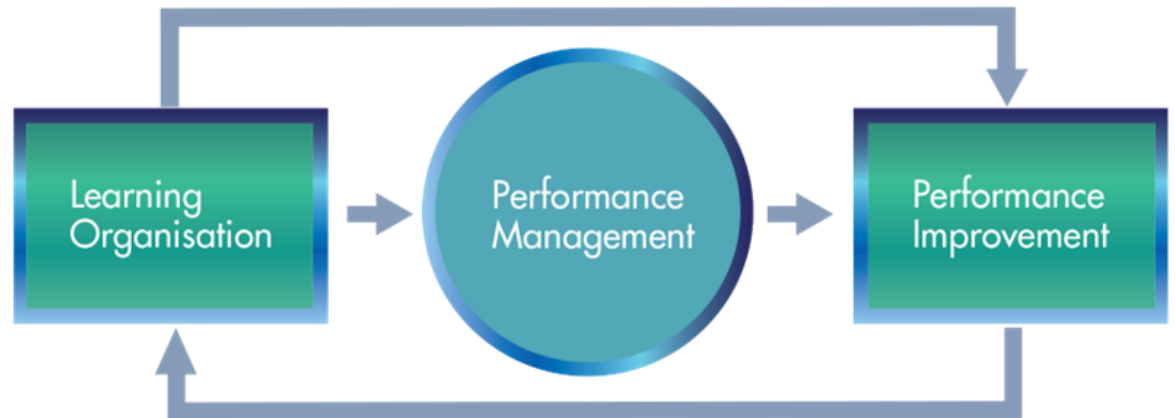 Learning
Organisation
Performance
Management
Performance
Improvement